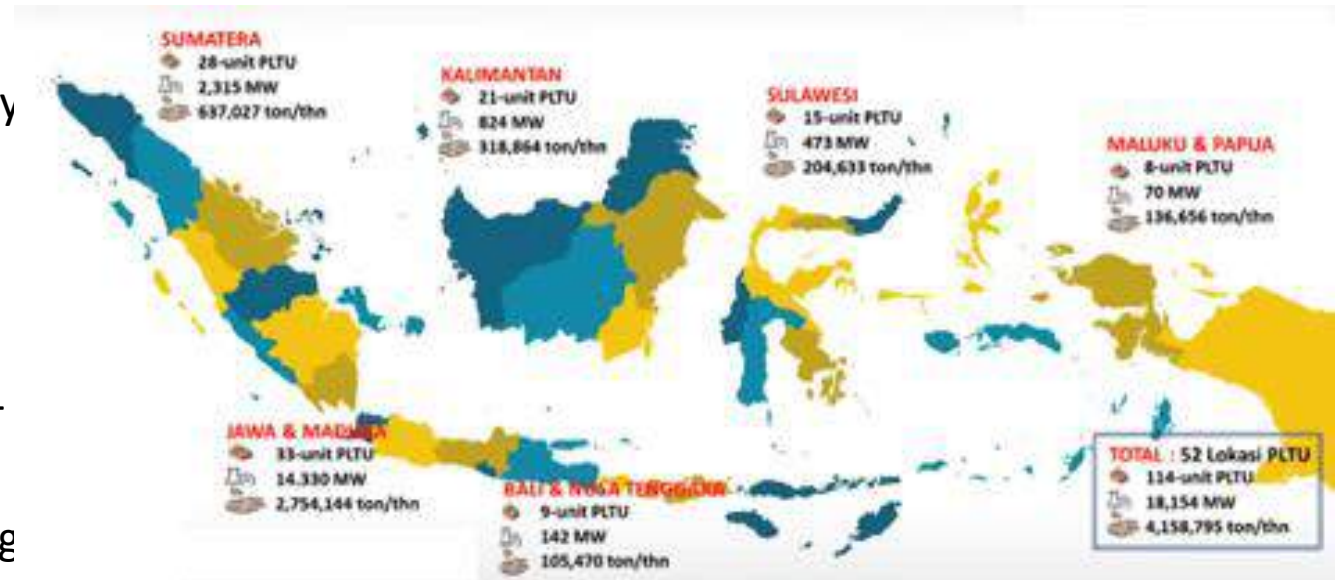 y
SUMATERA
28-unit PLTU
2,315 MW
637,027 ton/thn
KALIMANTAN
21-unit PLTU
824 MW
318,864 ton/thn
SULAWESI
15-unit PLTU
473 MW
204,633 ton/thn
MALUKU & PAPUA
8-unit PLTU
70 MW
136,656 ton/thn
JAWA & MADURA
33-unit PLTU
14.330 MW
2,754,144 ton/thn
BALI & NUSA TENGGARA
9-unit PLTU
142 MW
105,470 ton/thn
TOTAL : 52 Lokasi PLTU
114-unit PLTU
18,154 MW
4,158,795 ton/thn
g